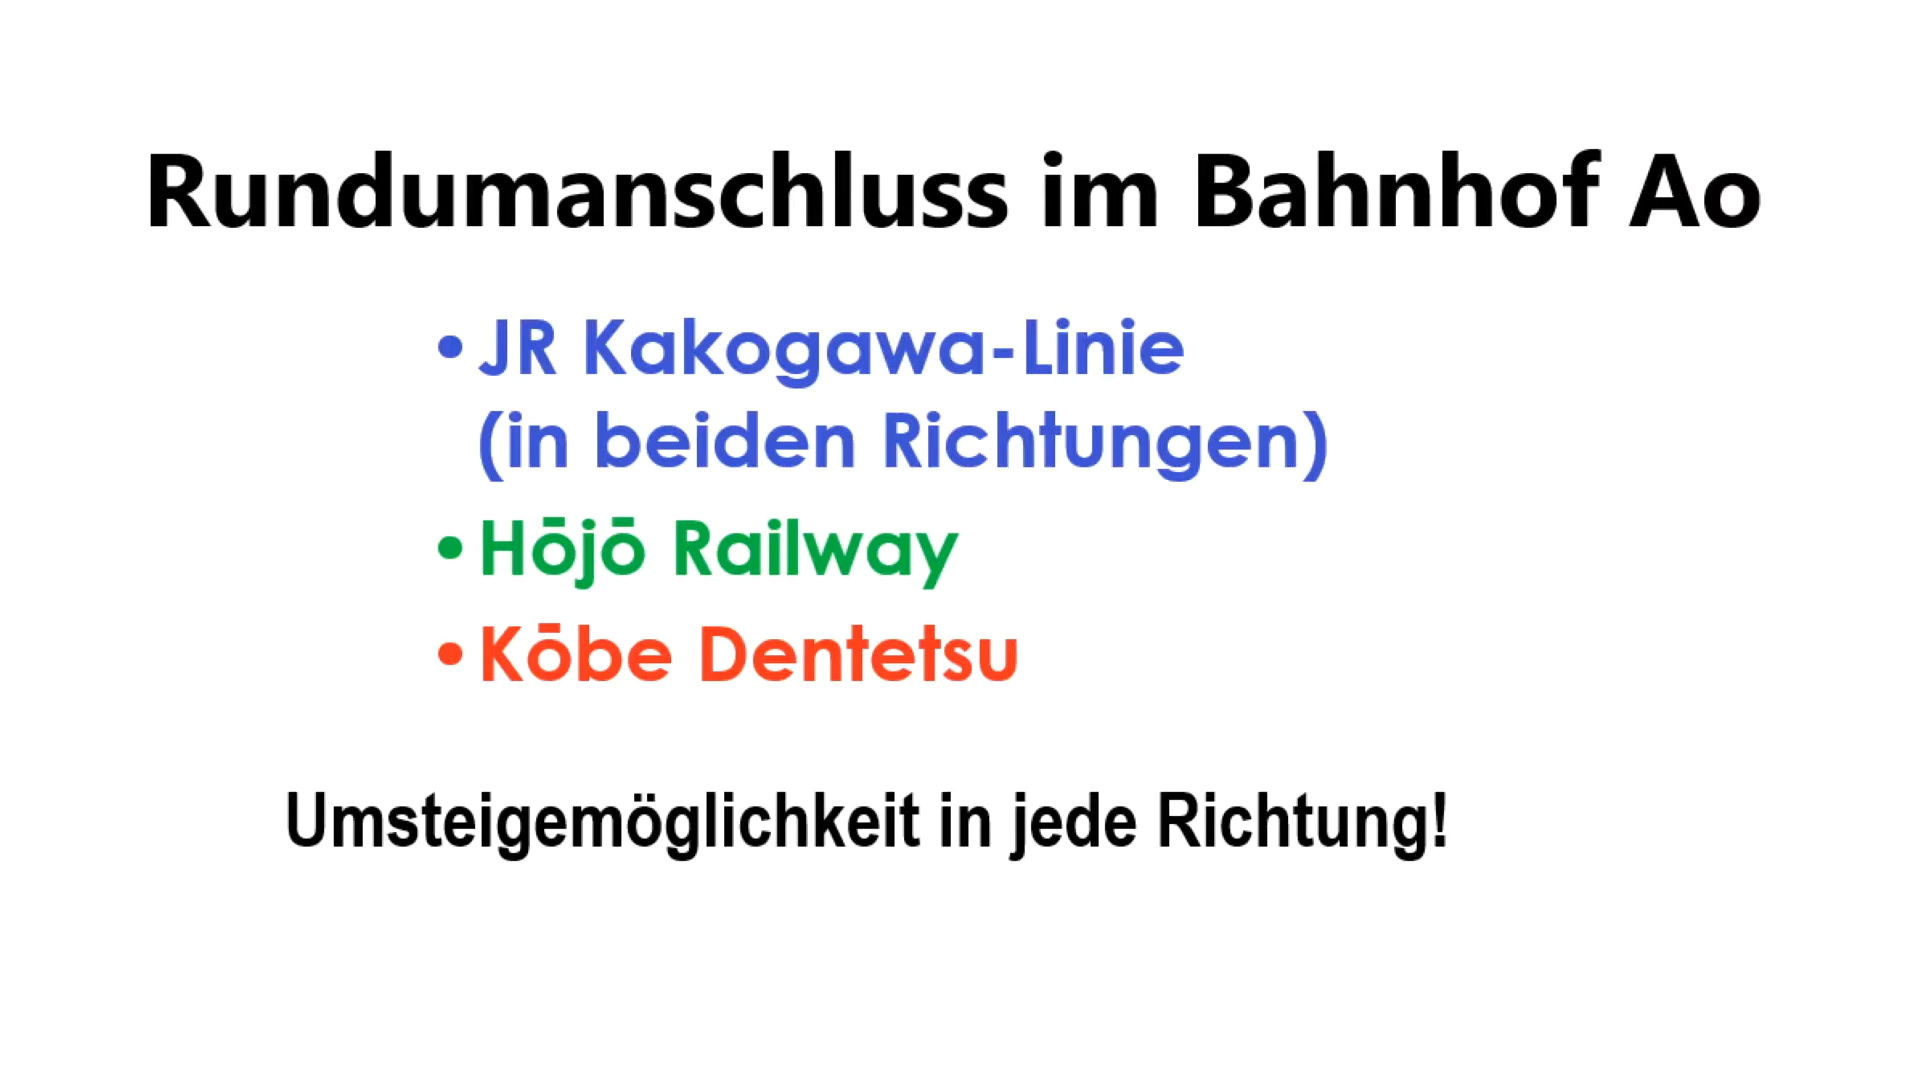 Rundumanschluss im Bahnhof Ao
• JR Kakogawa-Linie
(in beiden Richtungen)
• Hōjō Railway
• Kōbe Dentetsu
Umsteigemöglichkeit in jede Richtung!